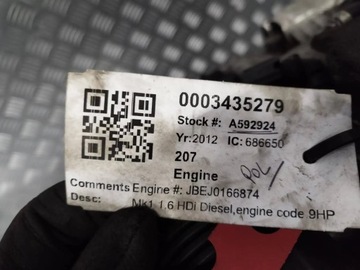 0003435279
Stock #: A592924
Yr:2012 IC: 686650
207
Engine
Comments Engine #: JBEJ0166874
Desc: Mk1 1.6 HDi Diesel,engine code 9HP